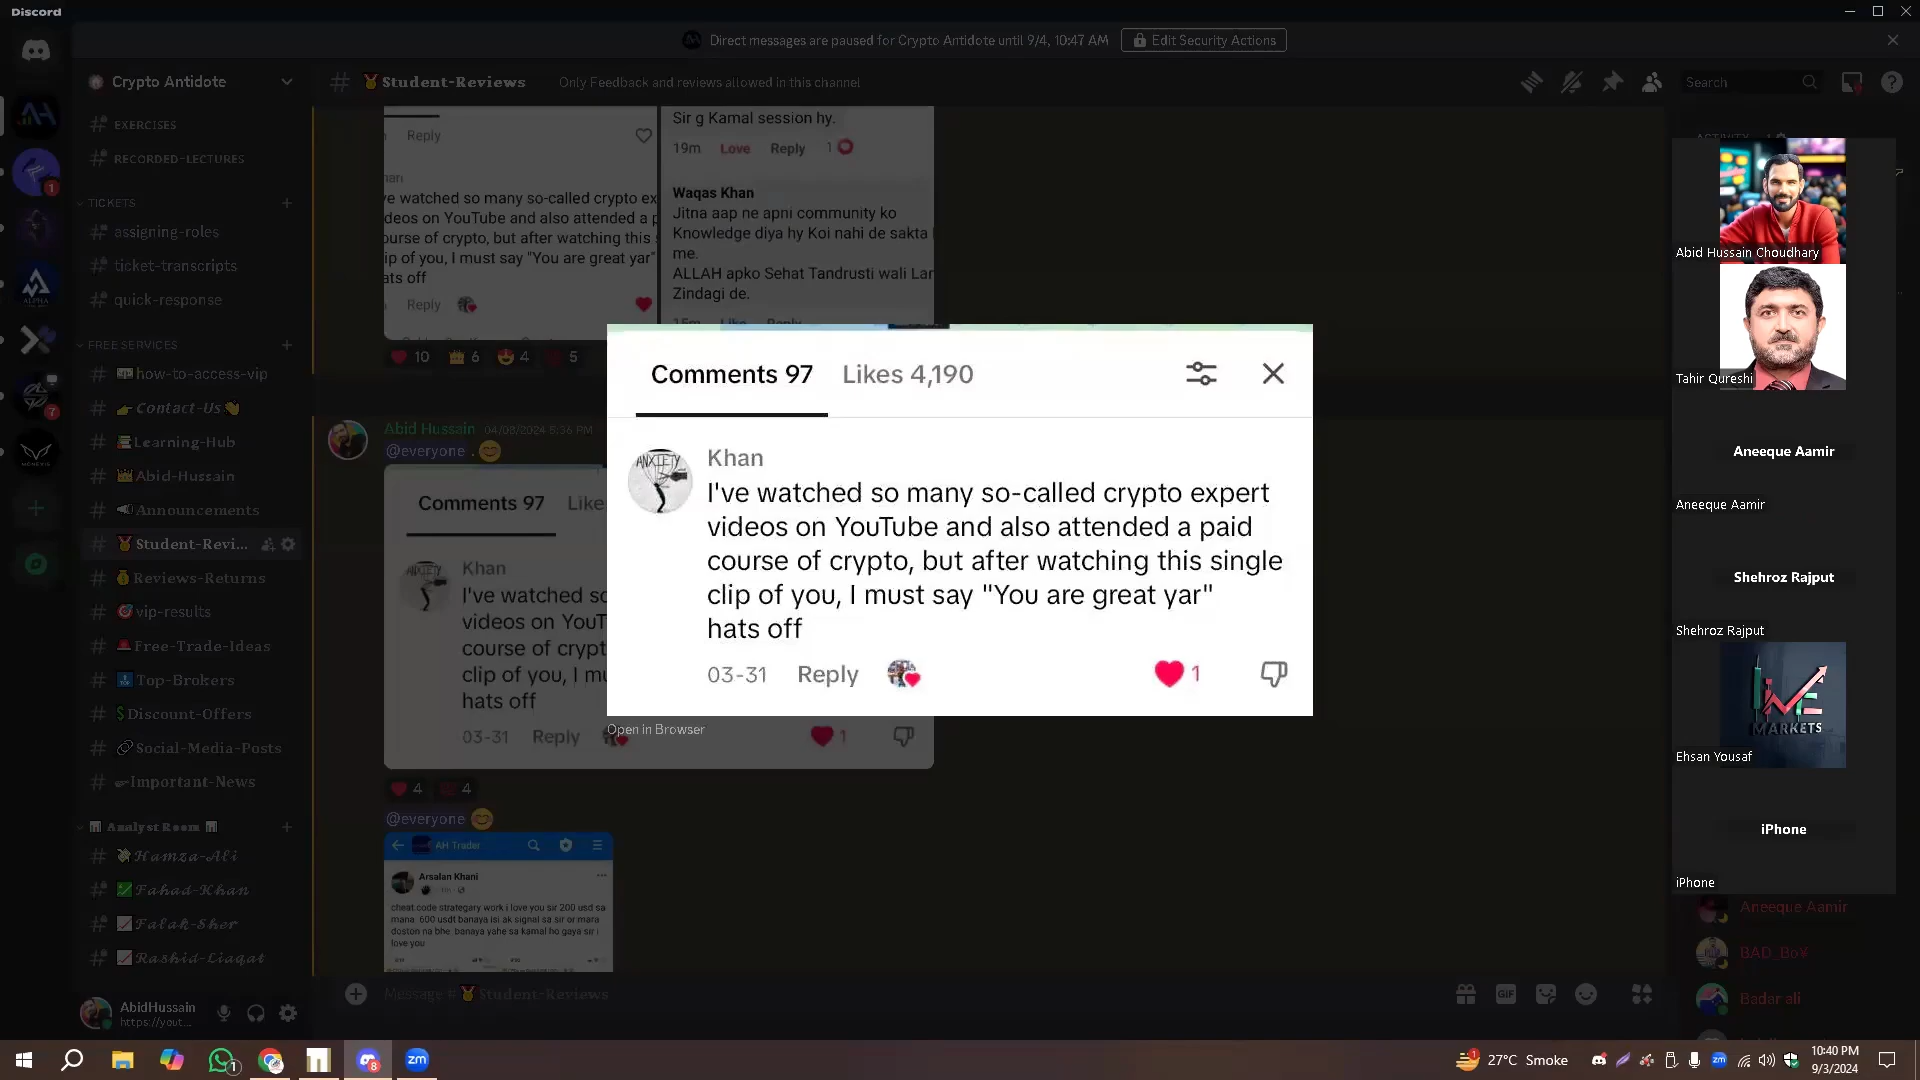 Discord
Direct messages are paused for Crypto Antidote until 9/4, 10:47 AM
Edit Security Actions
Crypto Antidote
EXERCISES
RECORDED-LECTURES
TICKETS
assigning-roles
ticket-transcripts
quick-response
FREE SERVICES
how-to-access-vip
Contact-Us
Learning-Hub
Abid-Hussain
Announcements
Student-Revi...
Reviews-Returns
vip-results
Free-Trade-Ideas
Top-Brokers
Discount-Offers
Social-Media-Posts
Important-News
Analyst Room
Hamza-Ali
Fahad-Khan
Falak-Sher
Rashid-Liaqat
AbidHussain
https://yout...
Student-Reviews
Only Feedback and reviews allowed in this channel
Search
Reply
ve watched so many so-called crypto ex
deos on YouTube and also attended a p
ourse of crypto, but after watching this s
ip of you, I must say "You are great yar"
ats off
Reply
Sir g Kamal session hy.
19m Love Reply 1
Waqas Khan
Jitna aap ne apni community ko
Knowledge diya hy Koi nahi de sakta
me.
ALLAH apko Sehat Tandrusti wali Lar
Zindagi de.
15m Like Reply
10 6 4 5
Abid Hussain 04/02/2024 5:36 PM
@everyone .
Comments 97 Like
Khan
I've watched so
videos on YouT
course of crypt
clip of you, I mu
hats off
03-31 Reply 1
4 4
@everyone
AH Trader
Arsalan Khani
cheat.code strategery work i love you sir 200 usd sa
mana 600 usdt banaya isi ak signal sa sir or mara
doston na bhe banaya yahe sa kamal ho gaya sir i
love you
Message # Student-Reviews
Comments 97 Likes 4,190
Khan
I've watched so many so-called crypto expert
videos on YouTube and also attended a paid
course of crypto, but after watching this single
clip of you, I must say "You are great yar"
hats off
03-31 Reply 1
Open in Browser
ANXIETY
Abid Hussain Choudhary
Tahir Qureshi
Aneeque Aamir
Aneeque Aamir
Shehroz Rajput
Shehroz Rajput
MARKETS
Ehsan Yousaf
iPhone
iPhone
Aneeque Aamir
BAD_BoY
Badar ali
27°C Smoke
10:40 PM
9/3/2024